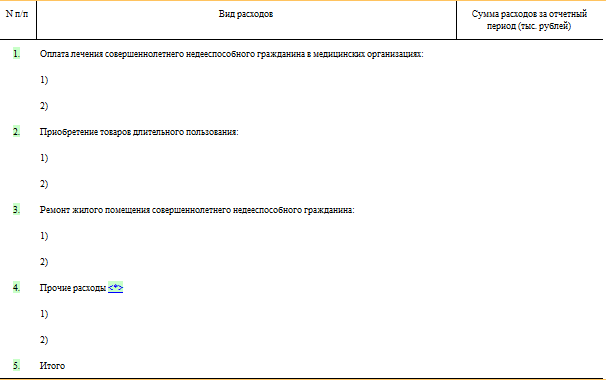 N п/п Вид расходов Сумма расходов за отчетный
период (тыс. рублей)
1. Оплата лечения совершеннолетнего недееспособного гражданина в медицинских организациях:
1)
2)
2. Приобретение товаров длительного пользования:
1)
2)
3. Ремонт жилого помещения совершеннолетнего недееспособного гражданина:
1)
2)
4. Прочие расходы <*>
1)
2)
5. Итого